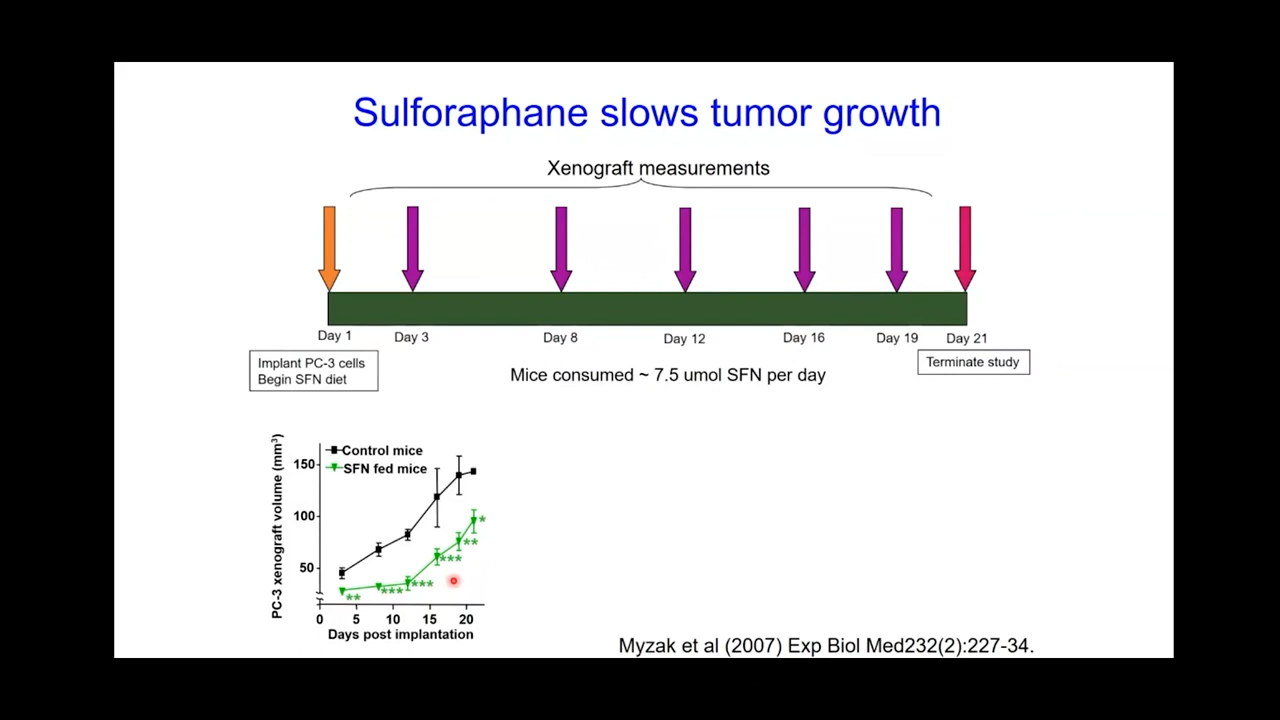 Sulforaphane slows tumor growth
Xenograft measurements
Day 1
Day 3
Day 8
Day 12
Day 16
Day 19
Day 21
Implant PC-3 cells
Begin SFN diet
Terminate study
Mice consumed ~ 7.5 umol SFN per day
PC-3 xenograft volume (mm³)
Control mice
SFN fed mice
150
100
50
**
***
***
***
**
*
0
5
10
15
20
Days post implantation
Myzak et al (2007) Exp Biol Med232(2):227-34.